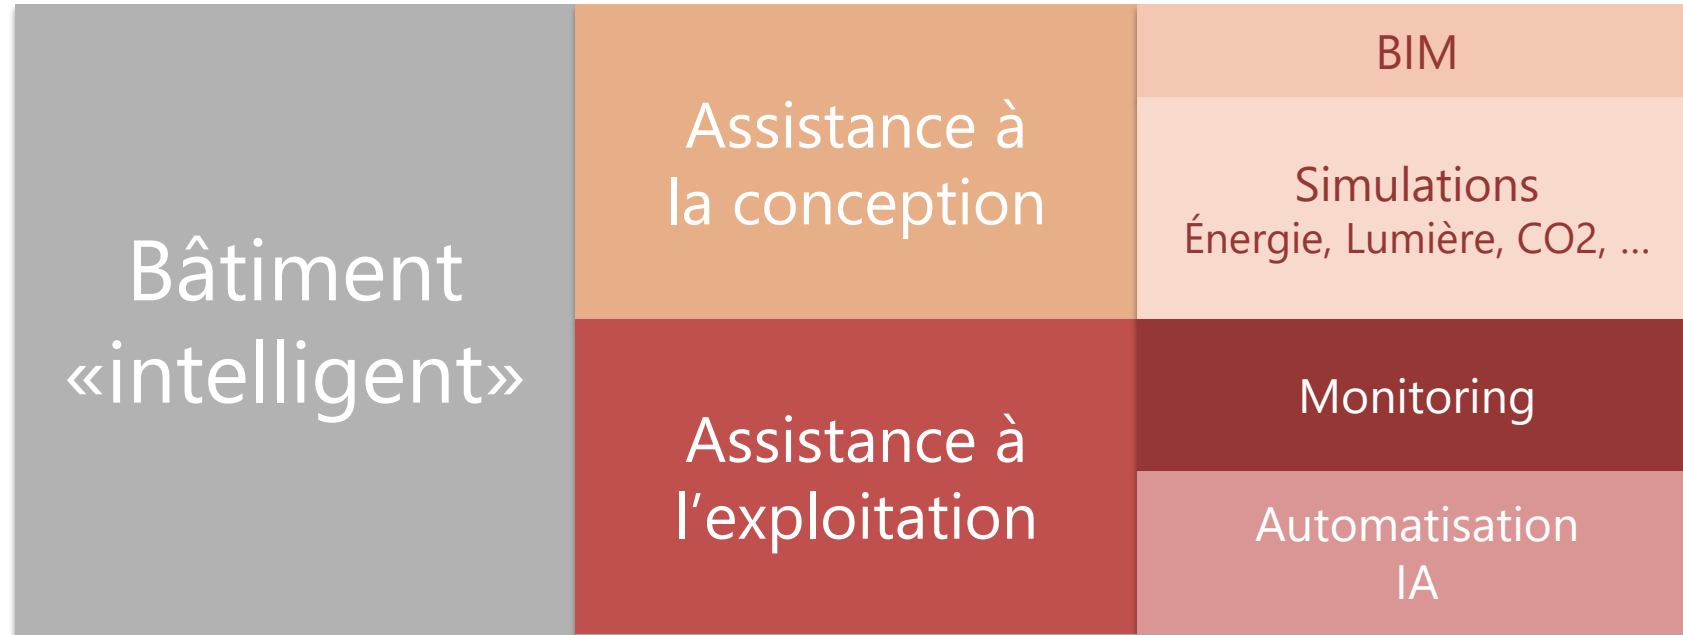 Bâtiment
«intelligent»
Assistance à
la conception
Assistance à
l’exploitation
BIM
Simulations
Énergie, Lumière, CO2, …
Monitoring
Automatisation
IA